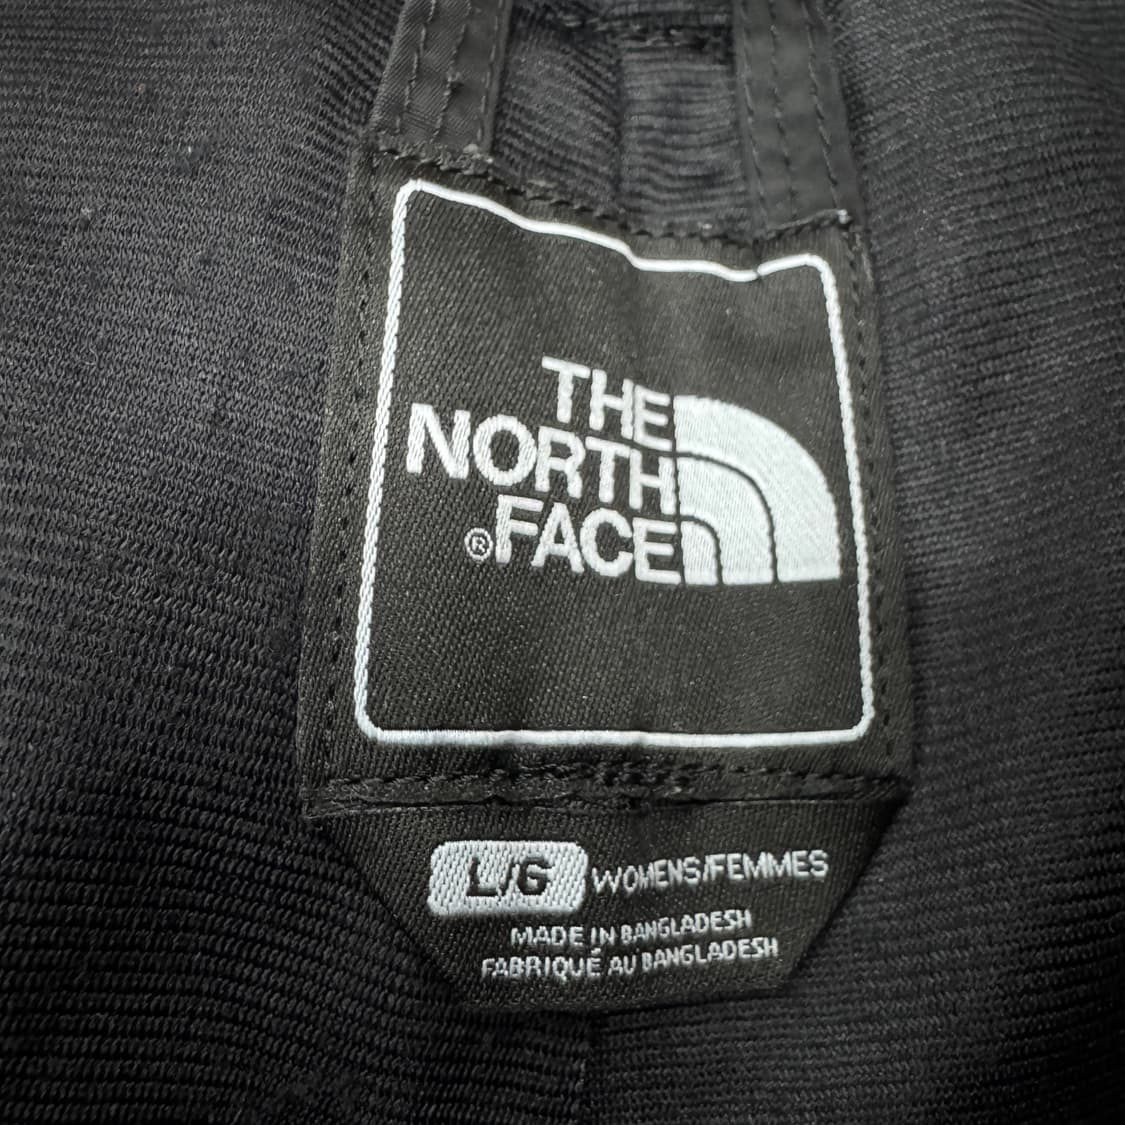 THE
NORTH
®FACE
L/G WOMENS/FEMMES
MADE IN BANGLADESH
FABRIQUÉ AU BANGLADESH